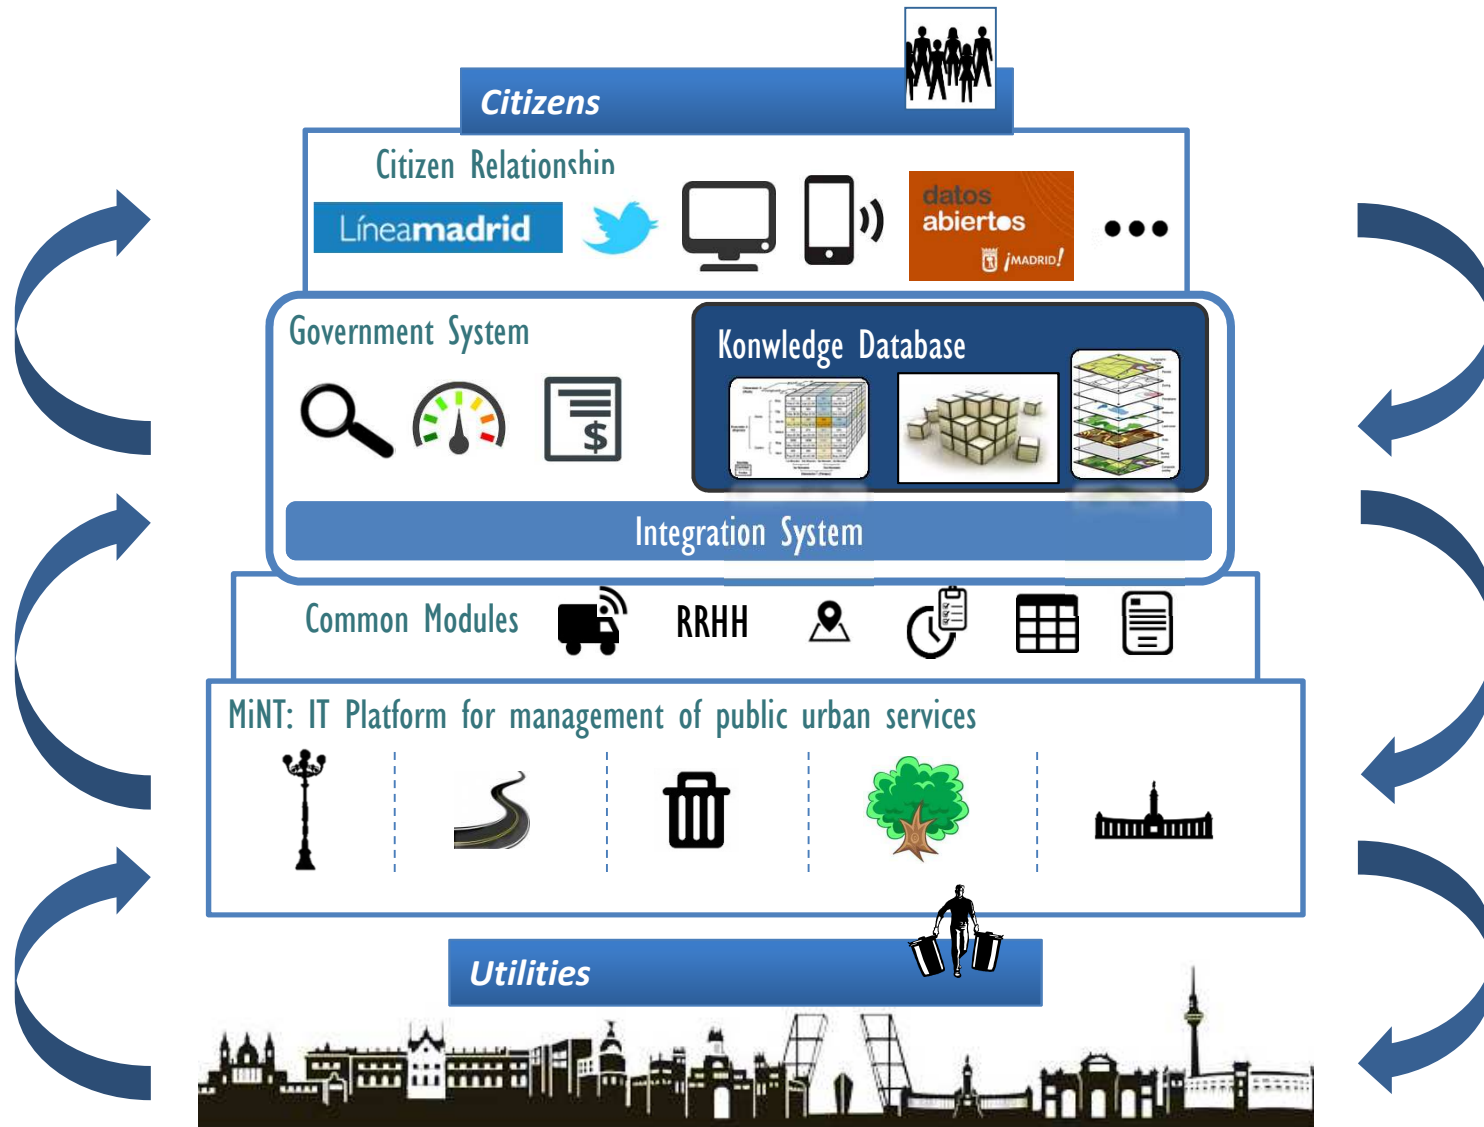 Citizens
Citizen Relationship
Líneamadrid
datos
abiertos
¡MADRID!
Government System
Konwledge Database
$
Integration System
Common Modules
RRHH
MiNT: IT Platform for management of public urban services
Utilities